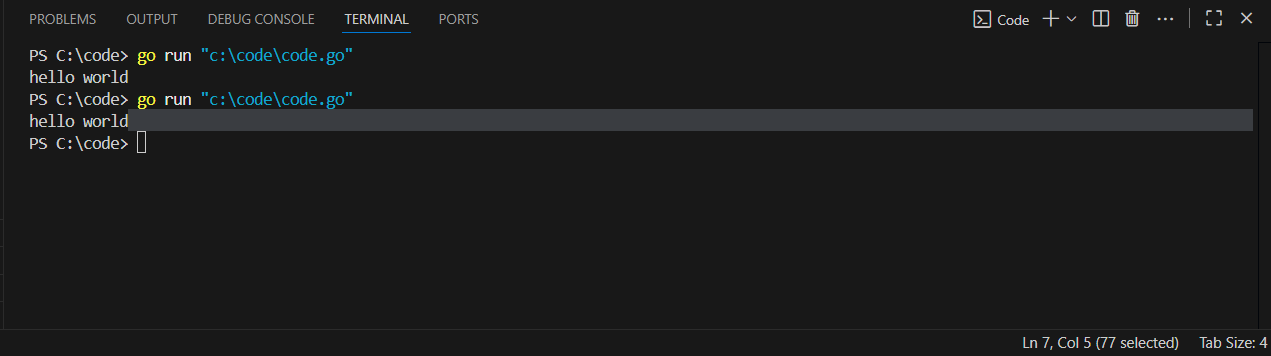 PROBLEMS OUTPUT DEBUG CONSOLE TERMINAL PORTS Code
PS C:\code> go run "c:\code\code.go"
hello world
PS C:\code> go run "c:\code\code.go"
hello world
PS C:\code>
Ln 7, Col 5 (77 selected) Tab Size: 4